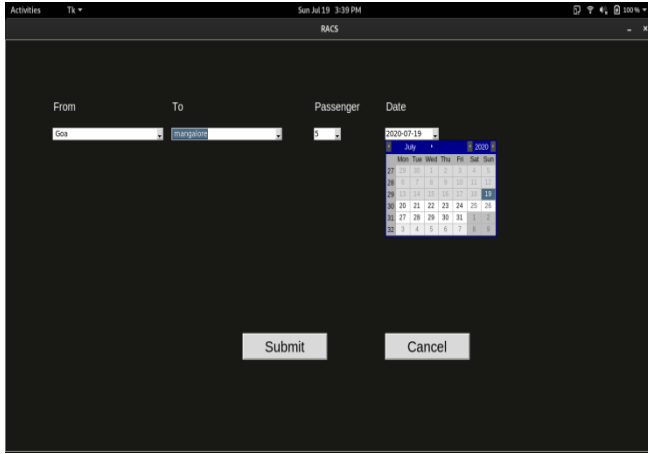 Activities Tk Sun Jul 19 3:39 PM 100 %
RACS
From To Passenger Date
Goa mangalore 5 2020-07-19
July 2020
Mon Tue Wed Thu Fri Sat Sun
27 29 30 1 2 3 4 5
28 6 7 8 9 10 11 12
29 13 14 15 16 17 18 19
30 20 21 22 23 24 25 26
31 27 28 29 30 31 1 2
32 3 4 5 6 7 8 9
Submit Cancel